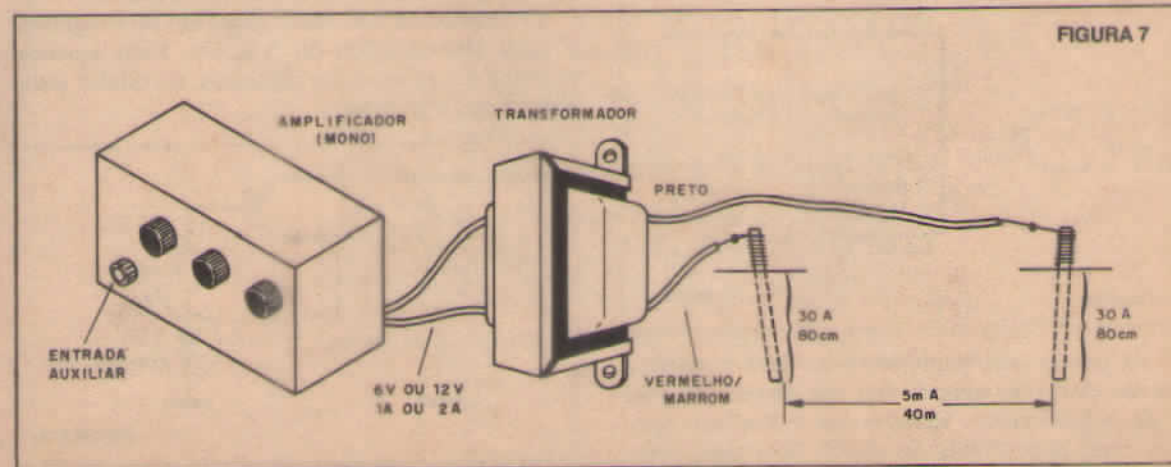 FIGURA 7
AMPLIFICADOR
(MONO)
TRANSFORMADOR
PRETO
ENTRADA
AUXILIAR
6V OU 12V
1A OU 2A
VERMELHO/
MARROM
30 A
80cm
30 A
80cm
5m A
40m